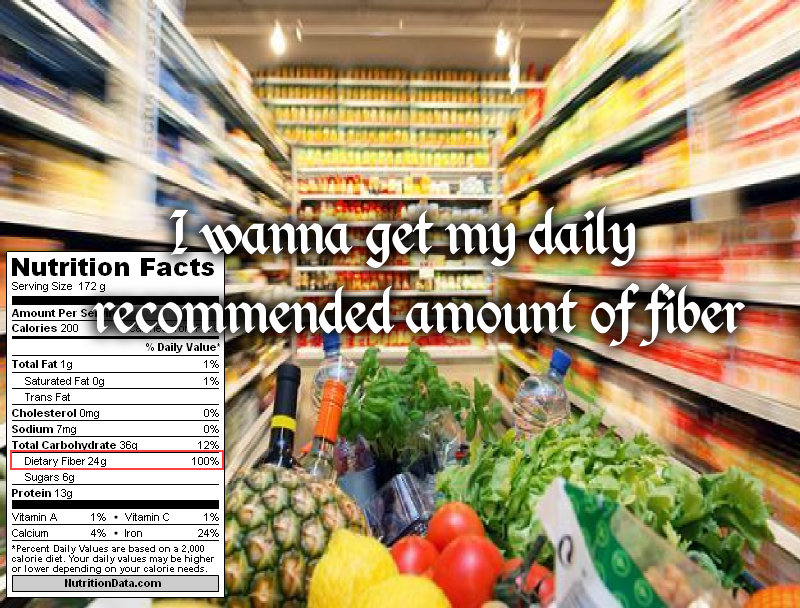 I wanna get my daily
recommended amount of fiber
Nutrition Facts
Serving Size 172 g
Amount Per
Calories 200
% Daily Value*
Total Fat 1g 1%
Saturated Fat 0g 1%
Trans Fat
Cholesterol 0mg 0%
Sodium 7mg 0%
Total Carbohydrate 36g 12%
Dietary Fiber 24g 100%
Sugars 6g
Protein 13g
Vitamin A 1% • Vitamin C 1%
Calcium 4% • Iron 24%
*Percent Daily Values are based on a 2,000
calorie diet. Your daily values may be higher
or lower depending on your calorie needs.
NutritionData.com